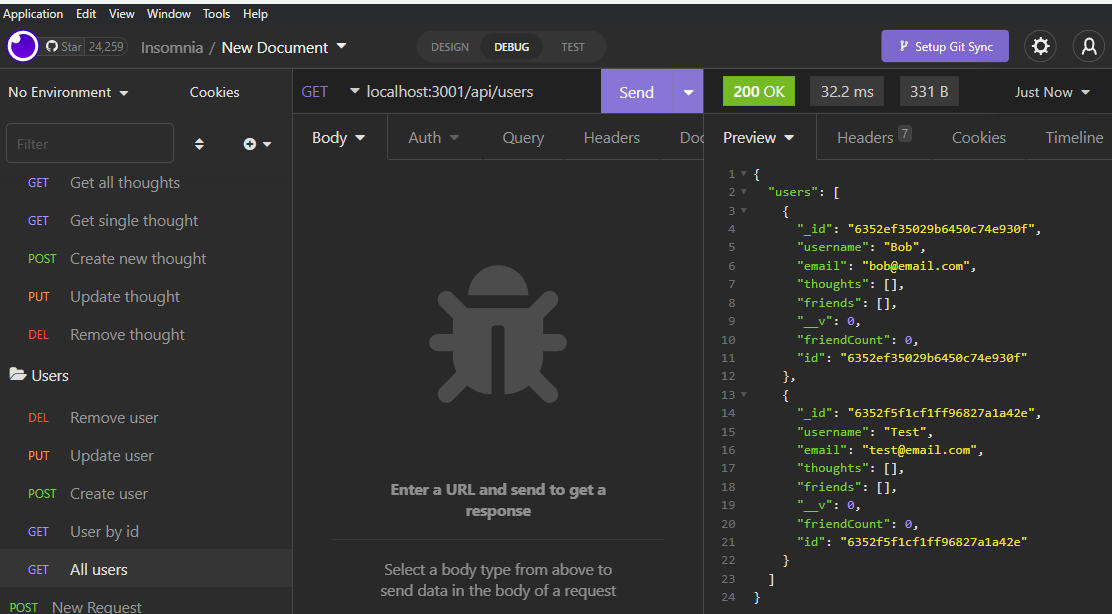 Application Edit View Window Tools Help
Star 24,259 Insomnia / New Document DESIGN DEBUG TEST Setup Git Sync
No Environment Cookies
Filter
GET Get all thoughts
GET Get single thought
POST Create new thought
PUT Update thought
DEL Remove thought
Users
DEL Remove user
PUT Update user
POST Create user
GET User by id
GET All users
POST New Request
GET localhost:3001/api/users Send
Body Auth Query Headers Doc
Enter a URL and send to get a
response
Select a body type from above to
send data in the body of a request
200 OK 32.2 ms 331 B Just Now
Preview Headers 7 Cookies Timeline
1 {
2 "users": [
3 {
4 "_id": "6352ef35029b6450c74e930f",
5 "username": "Bob",
6 "email": "bob@email.com",
7 "thoughts": [],
8 "friends": [],
9 "__v": 0,
10 "friendCount": 0,
11 "id": "6352ef35029b6450c74e930f"
12 },
13 {
14 "_id": "6352f5f1cf1ff96827a1a42e",
15 "username": "Test",
16 "email": "test@email.com",
17 "thoughts": [],
18 "friends": [],
19 "__v": 0,
20 "friendCount": 0,
21 "id": "6352f5f1cf1ff96827a1a42e"
22 }
23 ]
24 }